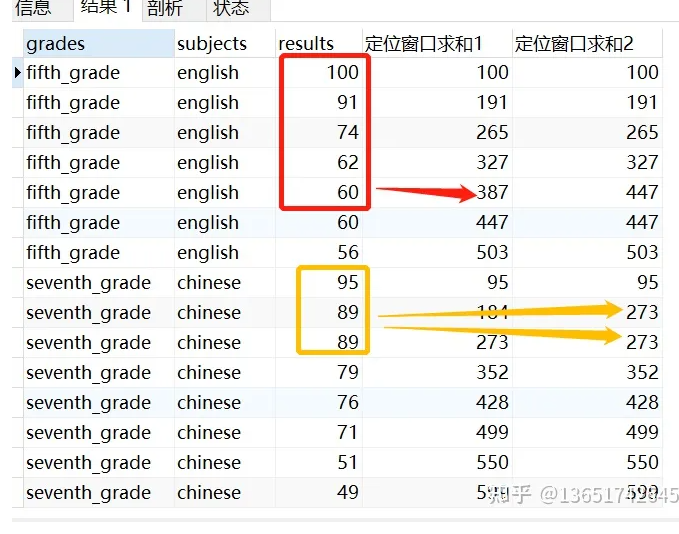 信息 结果 1 剖析 状态
grades subjects results 定位窗口求和1 定位窗口求和2
fifth_grade english 100 100 100
fifth_grade english 91 191 191
fifth_grade english 74 265 265
fifth_grade english 62 327 327
fifth_grade english 60 387 447
fifth_grade english 60 447 447
fifth_grade english 56 503 503
seventh_grade chinese 95 95 95
seventh_grade chinese 89 184 273
seventh_grade chinese 89 273 273
seventh_grade chinese 79 352 352
seventh_grade chinese 76 428 428
seventh_grade chinese 71 499 499
seventh_grade chinese 51 550 550
seventh_grade chinese 49 599 599